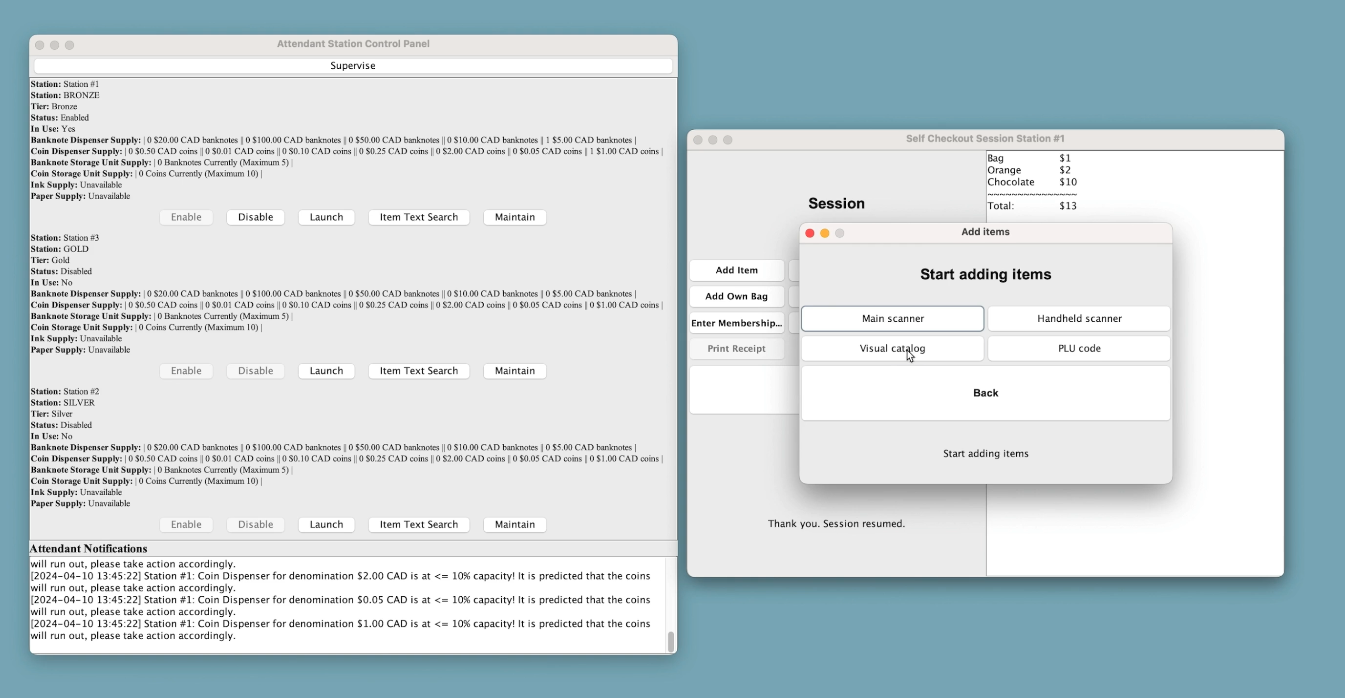 Attendant Station Control Panel
Supervise
Station: Station #1
Station: BRONZE
Tier: Bronze
Status: Enabled
In Use: Yes
Banknote Dispenser Supply: | 0 $20.00 CAD banknotes || 0 $100.00 CAD banknotes || 0 $50.00 CAD banknotes || 0 $10.00 CAD banknotes || 1 $5.00 CAD banknotes |
Coin Dispenser Supply: | 0 $0.50 CAD coins || 0 $0.01 CAD coins || 0 $0.10 CAD coins || 0 $0.25 CAD coins || 0 $2.00 CAD coins || 0 $0.05 CAD coins || 1 $1.00 CAD coins |
Banknote Storage Unit Supply: | 0 Banknotes Currently (Maximum 5) |
Coin Storage Unit Supply: | 0 Coins Currently (Maximum 10) |
Ink Supply: Unavailable
Paper Supply: Unavailable
Enable Disable Launch Item Text Search Maintain
Station: Station #3
Station: GOLD
Tier: Gold
Status: Disabled
In Use: No
Banknote Dispenser Supply: | 0 $20.00 CAD banknotes || 0 $100.00 CAD banknotes || 0 $50.00 CAD banknotes || 0 $10.00 CAD banknotes || 0 $5.00 CAD banknotes |
Coin Dispenser Supply: | 0 $0.50 CAD coins || 0 $0.01 CAD coins || 0 $0.10 CAD coins || 0 $0.25 CAD coins || 0 $2.00 CAD coins || 0 $0.05 CAD coins || 0 $1.00 CAD coins |
Banknote Storage Unit Supply: | 0 Banknotes Currently (Maximum 5) |
Coin Storage Unit Supply: | 0 Coins Currently (Maximum 10) |
Ink Supply: Unavailable
Paper Supply: Unavailable
Enable Disable Launch Item Text Search Maintain
Station: Station #2
Station: SILVER
Tier: Silver
Status: Disabled
In Use: No
Banknote Dispenser Supply: | 0 $20.00 CAD banknotes || 0 $100.00 CAD banknotes || 0 $50.00 CAD banknotes || 0 $10.00 CAD banknotes || 0 $5.00 CAD banknotes |
Coin Dispenser Supply: | 0 $0.50 CAD coins || 0 $0.01 CAD coins || 0 $0.10 CAD coins || 0 $0.25 CAD coins || 0 $2.00 CAD coins || 0 $0.05 CAD coins || 0 $1.00 CAD coins |
Banknote Storage Unit Supply: | 0 Banknotes Currently (Maximum 5) |
Coin Storage Unit Supply: | 0 Coins Currently (Maximum 10) |
Ink Supply: Unavailable
Paper Supply: Unavailable
Enable Disable Launch Item Text Search Maintain
Attendant Notifications
will run out, please take action accordingly.
[2024-04-10 13:45:22] Station #1: Coin Dispenser for denomination $2.00 CAD is at <= 10% capacity! It is predicted that the coins
will run out, please take action accordingly.
[2024-04-10 13:45:22] Station #1: Coin Dispenser for denomination $0.05 CAD is at <= 10% capacity! It is predicted that the coins
will run out, please take action accordingly.
[2024-04-10 13:45:22] Station #1: Coin Dispenser for denomination $1.00 CAD is at <= 10% capacity! It is predicted that the coins
will run out, please take action accordingly.
Self Checkout Session Station #1
Session
Add Item
Add Own Bag
Enter Membership...
Print Receipt
Thank you. Session resumed.
Bag $1
Orange $2
Chocolate $10
~~~~~~~~~~~~~~~
Total: $13
Add items
Start adding items
Main scanner Handheld scanner
Visual catalog PLU code
Back
Start adding items